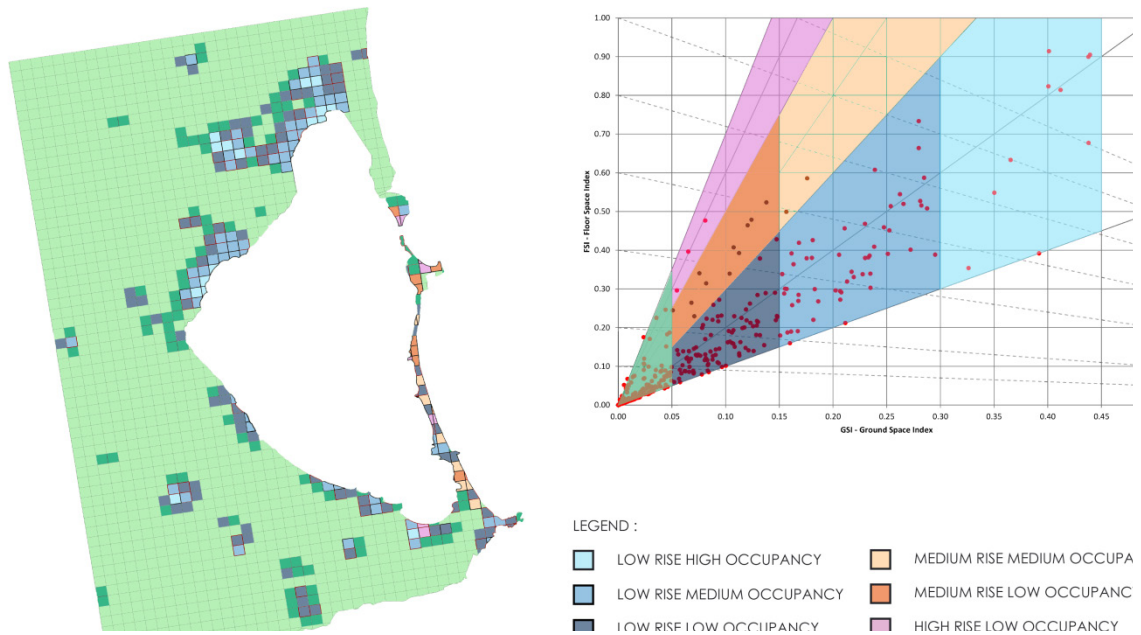 1.00
0.90
0.80
0.70
0.60
0.50
0.40
0.30
0.20
0.10
0.00
FSI - Floor Space Index
0.00 0.05 0.10 0.15 0.20 0.25 0.30 0.35 0.40 0.45
GSI - Ground Space Index
LEGEND :
LOW RISE HIGH OCCUPANCY
MEDIUM RISE MEDIUM OCCUPA
LOW RISE MEDIUM OCCUPANCY
MEDIUM RISE LOW OCCUPANCY
LOW RISE LOW OCCUPANCY
HIGH RISE LOW OCCUPANCY